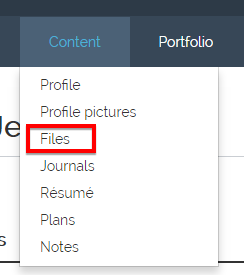 Content Portfolio
Profile
Profile pictures
Files
Journals
Résumé
Plans
Notes